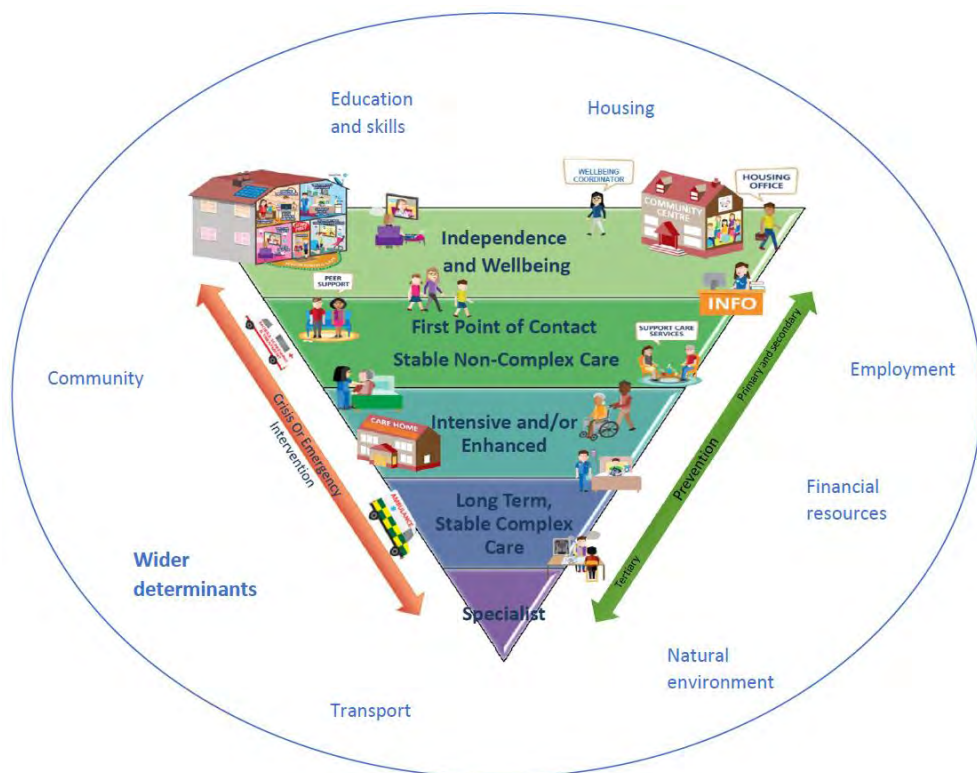 Education
and skills
Housing
WELLBEING
COORDINATOR
HOUSING
OFFICE
COMMUNITY
CENTRE
Independence
and Wellbeing
PEER
SUPPORT
INFO
First Point of Contact
Stable Non-Complex Care
SUPPORT CARE
SERVICES
Community
Employment
Crisis Or Emergency
Intervention
Primary and secondary
Prevention
Tertiary
CARE HOME
Intensive and/or
Enhanced
AMBULANCE
Long Term,
Stable Complex
Care
Financial
resources
Wider
determinants
Specialist
Natural
environment
Transport